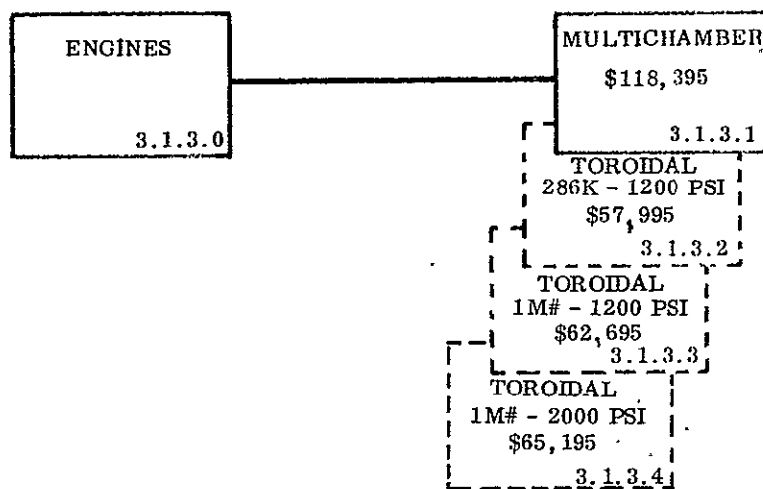 ENGINES
3.1.3.0
MULTICHAMBER
$118,395
3.1.3.1
TOROIDAL
286K - 1200 PSI
$57,995
3.1.3.2
TOROIDAL
1M# - 1200 PSI
$62,695
3.1.3.3
TOROIDAL
1M# - 2000 PSI
$65,195
3.1.3.4